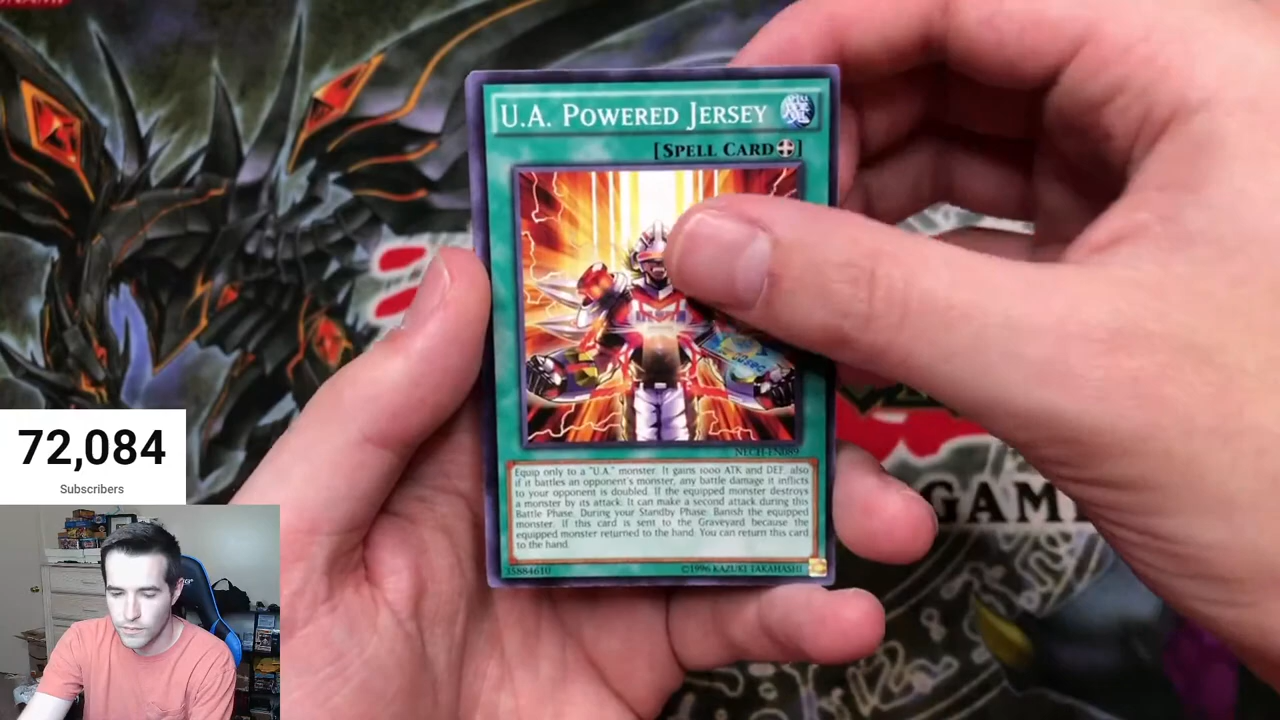 U.A. POWERED JERSEY
[SPELL CARD]
NECH-EN089
Equip only to a "U.A." monster. It gains 1000 ATK and DEF, also
if it battles an opponent's monster, any battle damage it inflicts
to your opponent is doubled. If the equipped monster destroys
a monster by its attack: It can make a second attack during this
Battle Phase. During your Standby Phase: Banish the equipped
monster. If this card is sent to the Graveyard because the
equipped monster returned to the hand: You can return this card
to the hand.
35884610
©1996 KAZUKI TAKAHASHI
GAM
72,084
Subscribers